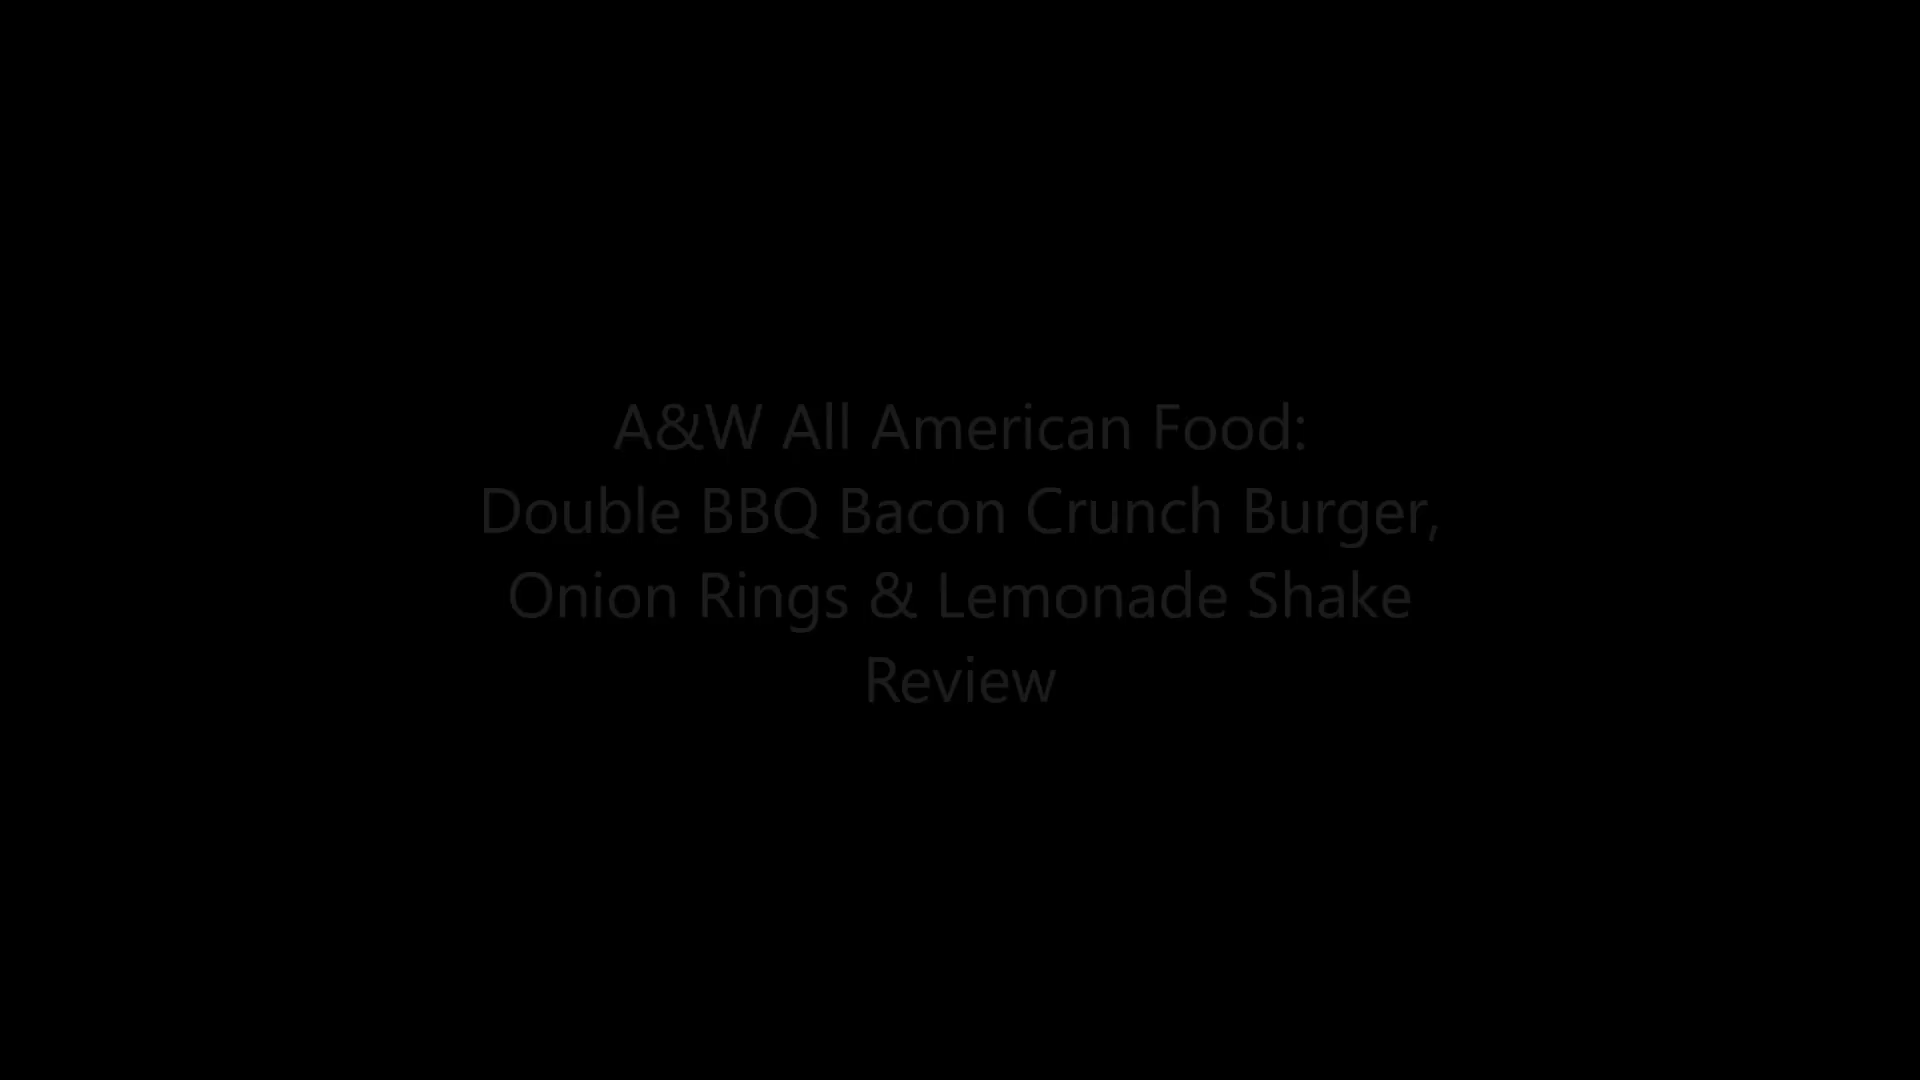 A&W All American Food:
Double BBQ Bacon Crunch Burger,
Onion Rings & Lemonade Shake
Review